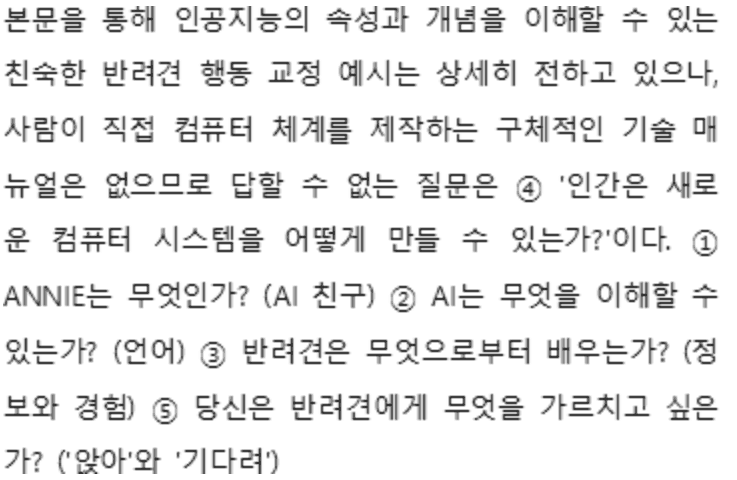 본문을 통해 인공지능의 속성과 개념을 이해할 수 있는
친숙한 반려견 행동 교정 예시는 상세히 전하고 있으나,
사람이 직접 컴퓨터 체계를 제작하는 구체적인 기술 매
뉴얼은 없으므로 답할 수 없는 질문은 ④ '인간은 새로
운 컴퓨터 시스템을 어떻게 만들 수 있는가?'이다. ①
ANNIE는 무엇인가? (AI 친구) ② AI는 무엇을 이해할 수
있는가? (언어) ③ 반려견은 무엇으로부터 배우는가? (정
보와 경험) ⑤ 당신은 반려견에게 무엇을 가르치고 싶은
가? ('앉아'와 '기다려')